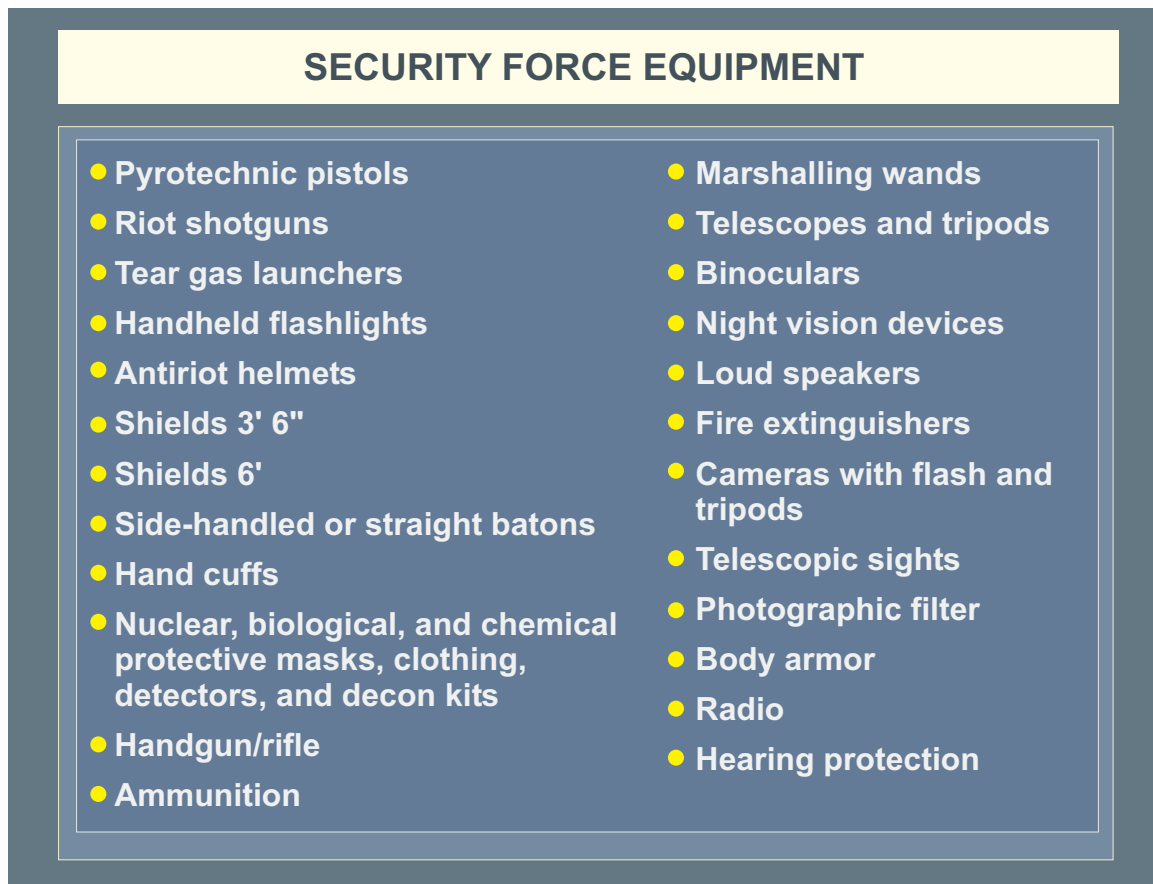 SECURITY FORCE EQUIPMENT
Pyrotechnic pistols
Riot shotguns
Tear gas launchers
Handheld flashlights
Antiriot helmets
Shields 3' 6"
Shields 6'
Side-handled or straight batons
Hand cuffs
Nuclear, biological, and chemical
protective masks, clothing,
detectors, and decon kits
Handgun/rifle
Ammunition
Marshalling wands
Telescopes and tripods
Binoculars
Night vision devices
Loud speakers
Fire extinguishers
Cameras with flash and
tripods
Telescopic sights
Photographic filter
Body armor
Radio
Hearing protection